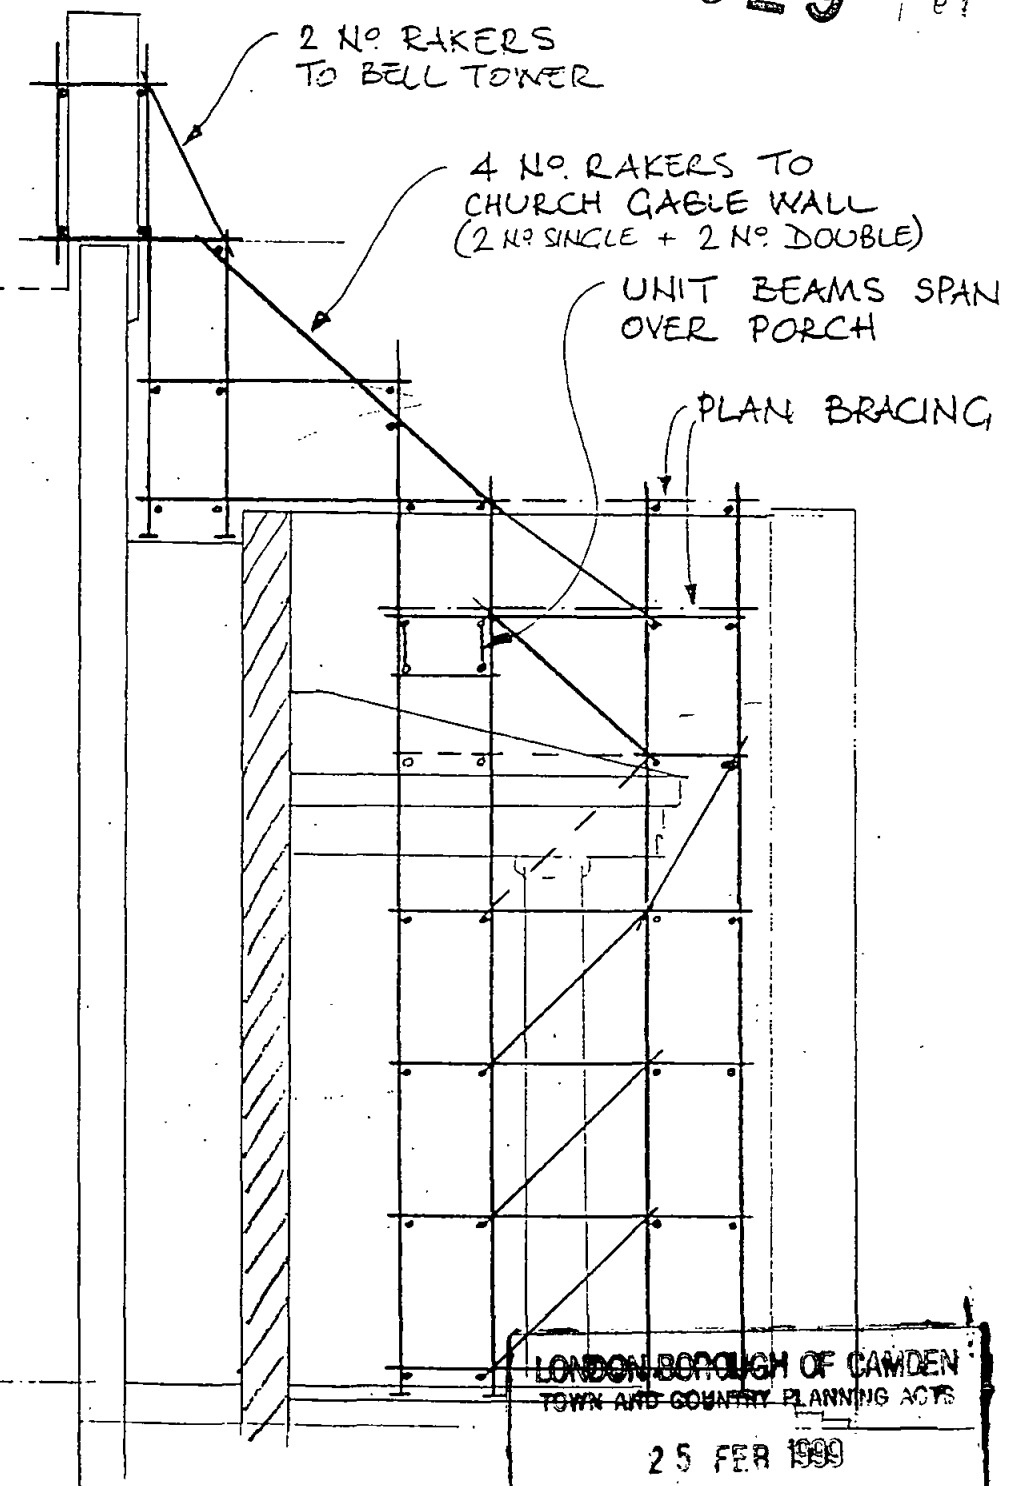 2 Nº RAKERS
TO BELL TOWER
4 Nº. RAKERS TO
CHURCH GABLE WALL
(2 Nº SINGLE + 2 Nº. DOUBLE)
UNIT BEAMS SPAN
OVER PORCH
PLAN BRACING
LONDON BOROUGH OF CAMDEN
TOWN AND COUNTRY PLANNING ACTS
25 FEB 1999